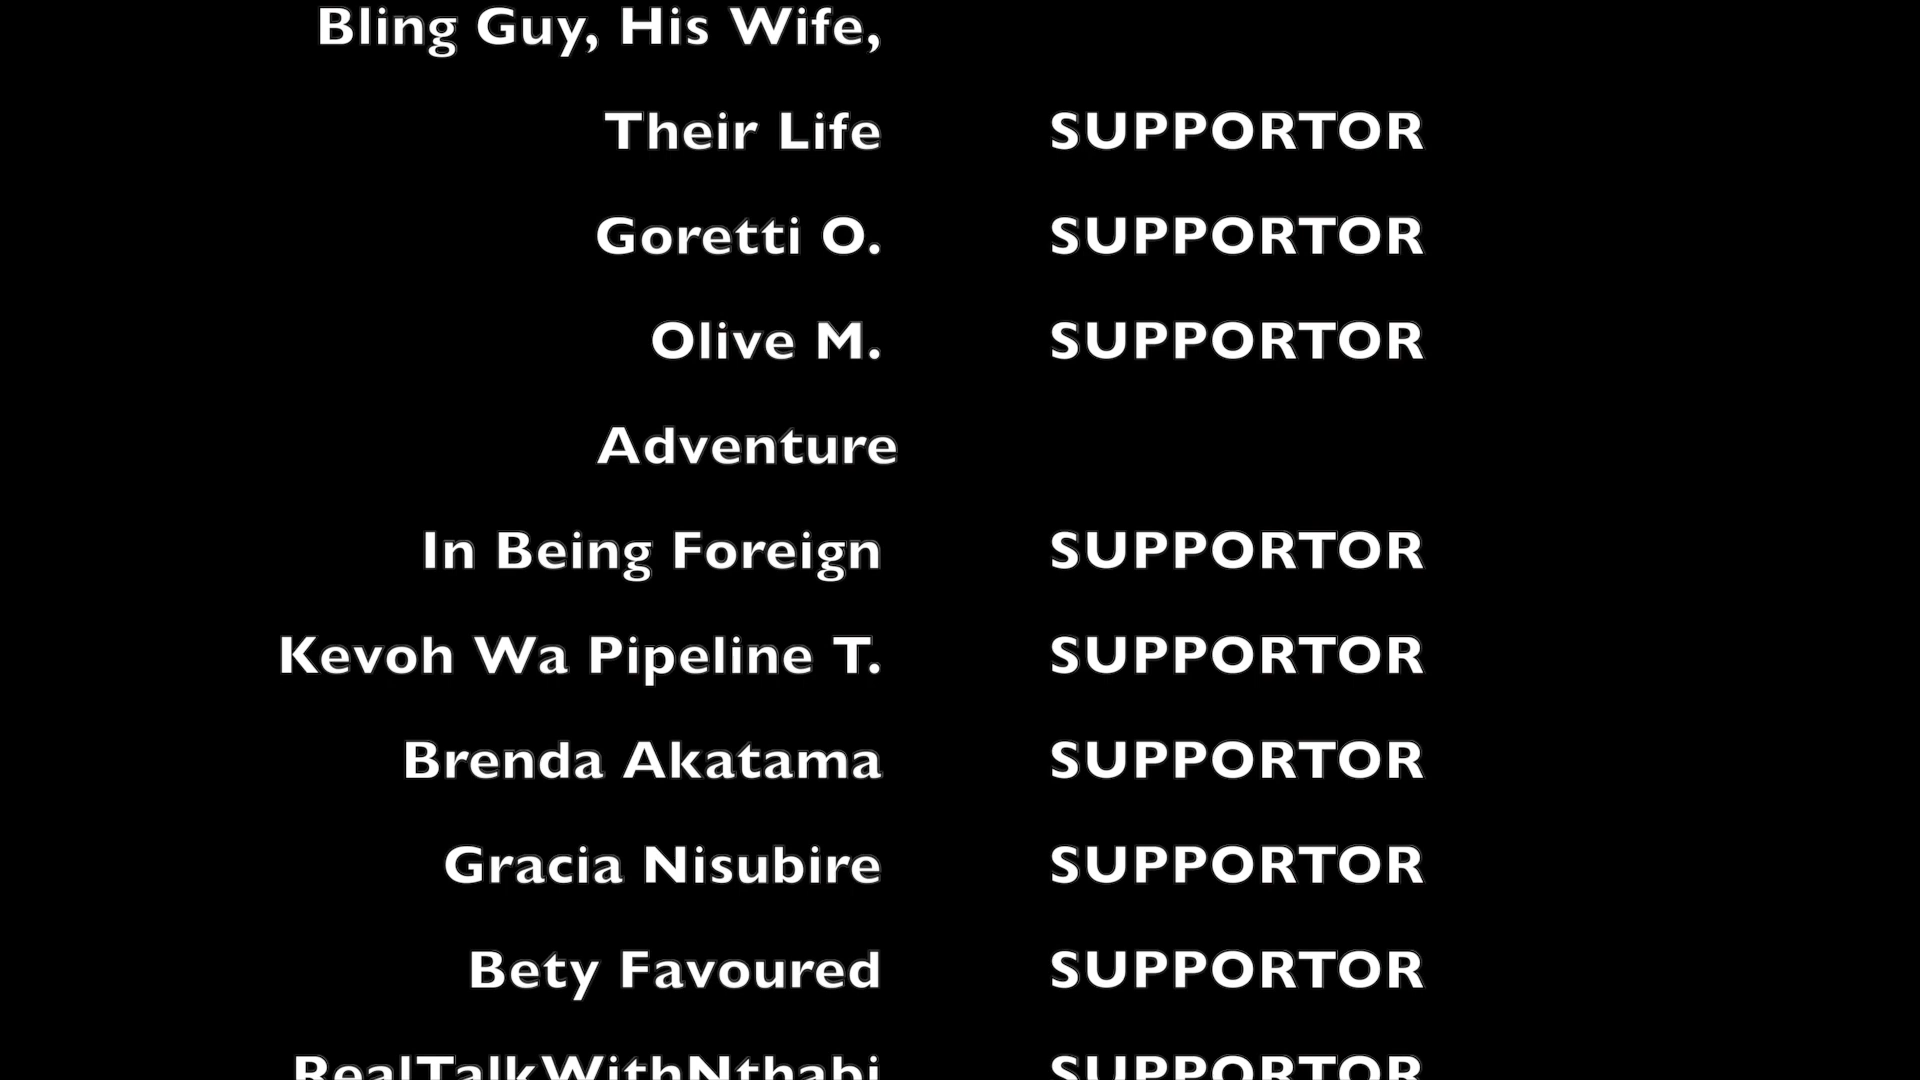 Bling Guy, His Wife,
Their Life SUPPORTOR
Goretti O. SUPPORTOR
Olive M. SUPPORTOR
Adventure
In Being Foreign SUPPORTOR
Kevoh Wa Pipeline T. SUPPORTOR
Brenda Akatama SUPPORTOR
Gracia Nisubire SUPPORTOR
Bety Favoured SUPPORTOR
RealTalkWithNthabi SUPPORTOR